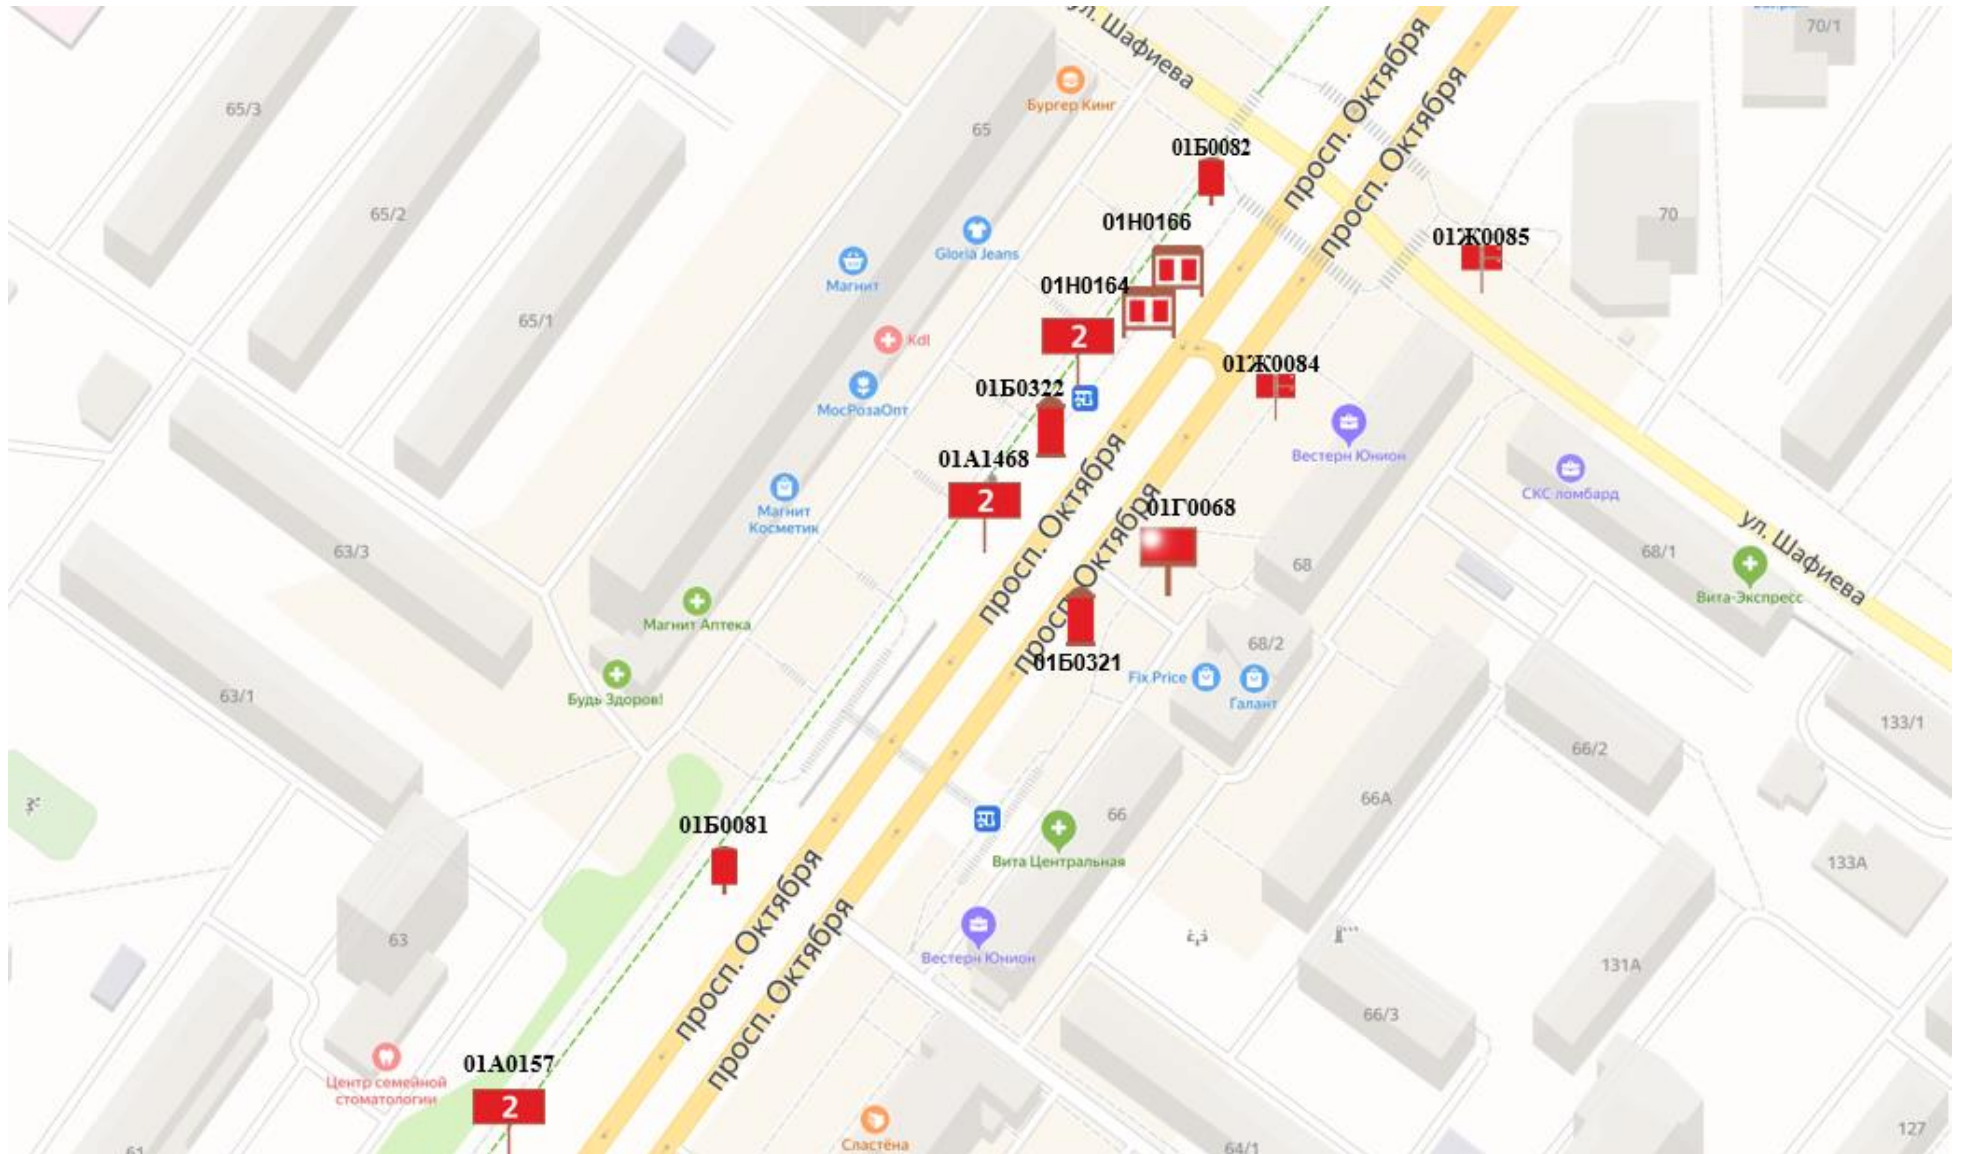 ул. Шафиева
просп. Октября
просп. Октября
70/1
65/3
65
Бургер Кинг
01Б0082
65/2
01Н0166
70
01Ж0085
Gloria Jeans
Магнит
01Н0164
65/1
2
Kdl
01Ж0084
МосРозаОпт
01Б0322
Вестерн Юнион
просп. Октября
01А1468
2
СКС ломбард
Магнит
Косметик
просп. Октября
01Г0068
ул. Шафиева
63/3
68
68/1
Вита-Экспресс
Магнит Аптека
68/2
01Б0321
Fix Price
Галант
63/1
Будь Здоров!
133/1
66/2
66А
66
01Б0081
Вита Центральная
133А
просп. Октября
просп. Октября
63
Вестерн Юнион
131А
66/3
01А0157
2
Центр семейной
стоматологии
Сластёна
127
61
64/1